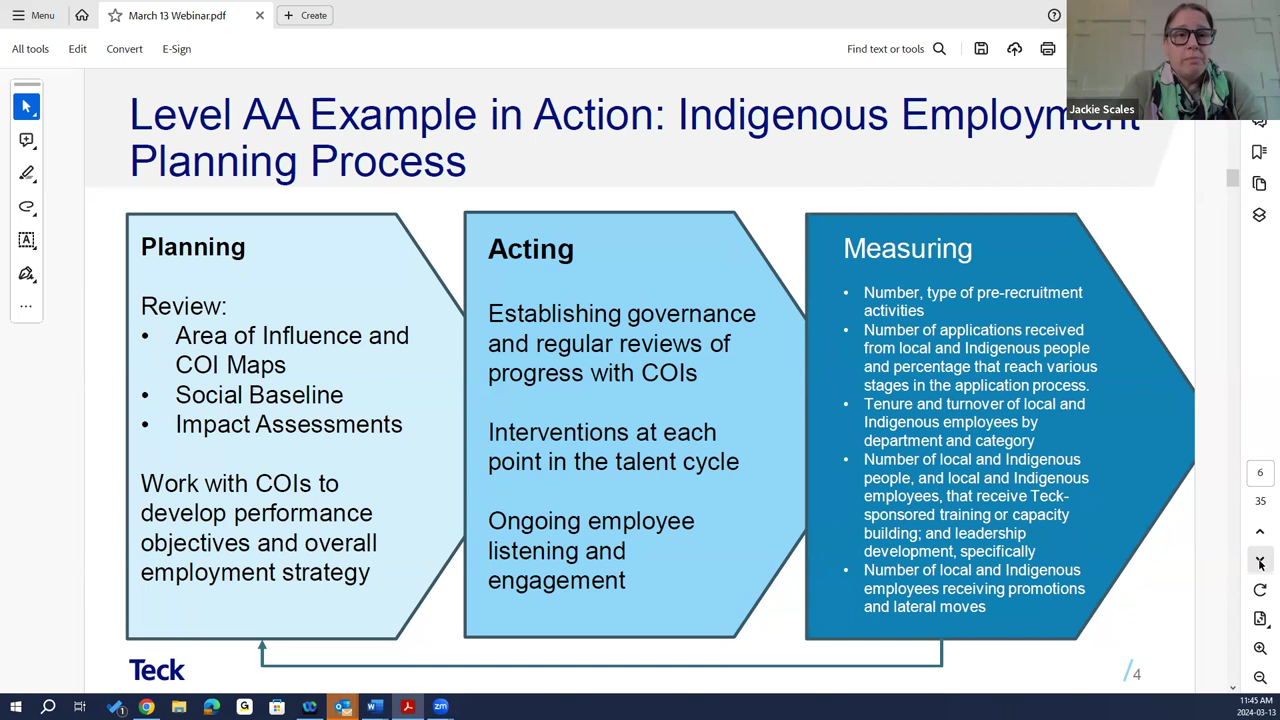 Menu
March 13 Webinar.pdf
Create
All tools
Edit
Convert
E-Sign
Find text or tools
Jackie Scales
Level AA Example in Action: Indigenous Employment
Planning Process
Planning
Review:
• Area of Influence and
COI Maps
• Social Baseline
• Impact Assessments
Work with COIs to
develop performance
objectives and overall
employment strategy
Acting
Establishing governance
and regular reviews of
progress with COIs
Interventions at each
point in the talent cycle
Ongoing employee
listening and
engagement
Measuring
• Number, type of pre-recruitment
activities
• Number of applications received
from local and Indigenous people
and percentage that reach various
stages in the application process.
• Tenure and turnover of local and
Indigenous employees by
department and category
• Number of local and Indigenous
people, and local and Indigenous
employees, that receive Teck-
sponsored training or capacity
building; and leadership
development, specifically
• Number of local and Indigenous
employees receiving promotions
and lateral moves
Teck
/4
6
35
11:45 AM
2024-03-13